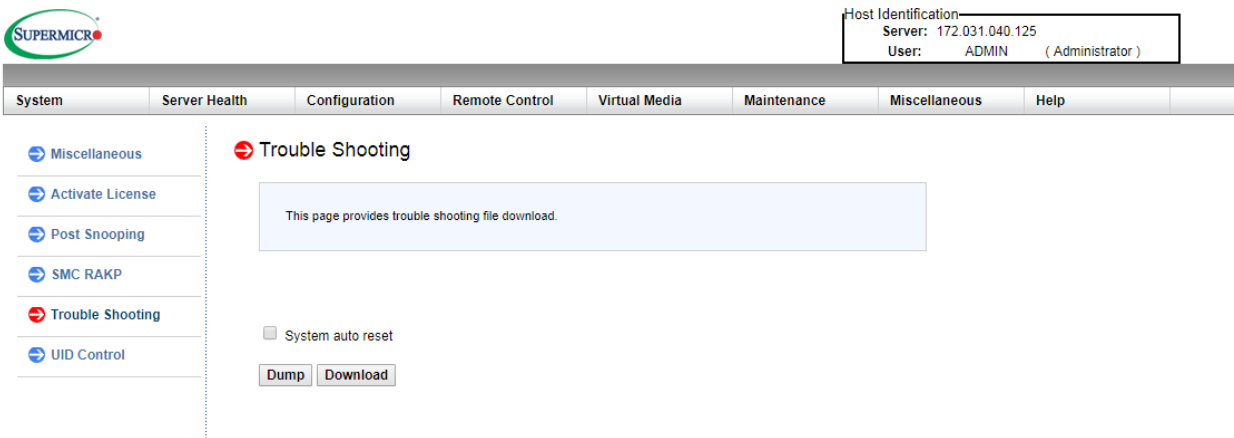 SUPERMICRO
Host Identification
Server: 172.031.040.125
User: ADMIN ( Administrator )
System Server Health Configuration Remote Control Virtual Media Maintenance Miscellaneous Help
Miscellaneous
Activate License
Post Snooping
SMC RAKP
Trouble Shooting
UID Control
Trouble Shooting
This page provides trouble shooting file download.
System auto reset
Dump Download